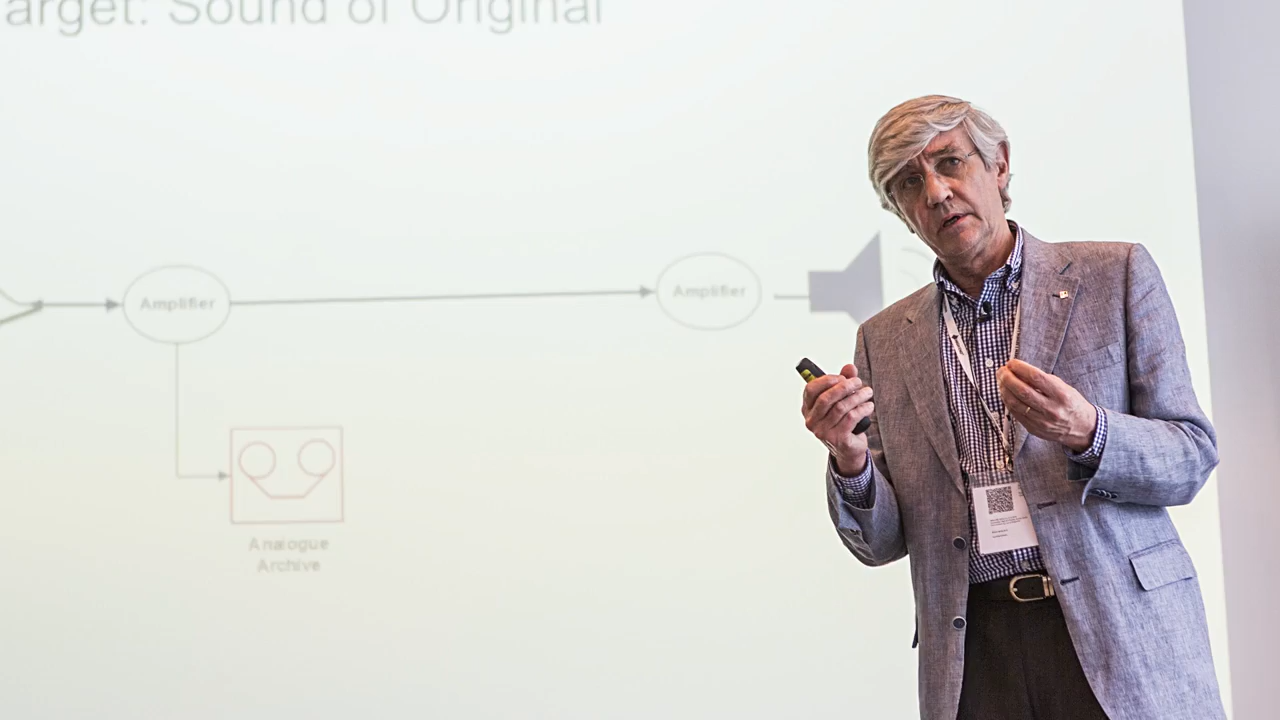 arget: Sound of Original
Amplifier
Amplifier
Analogue
Archive